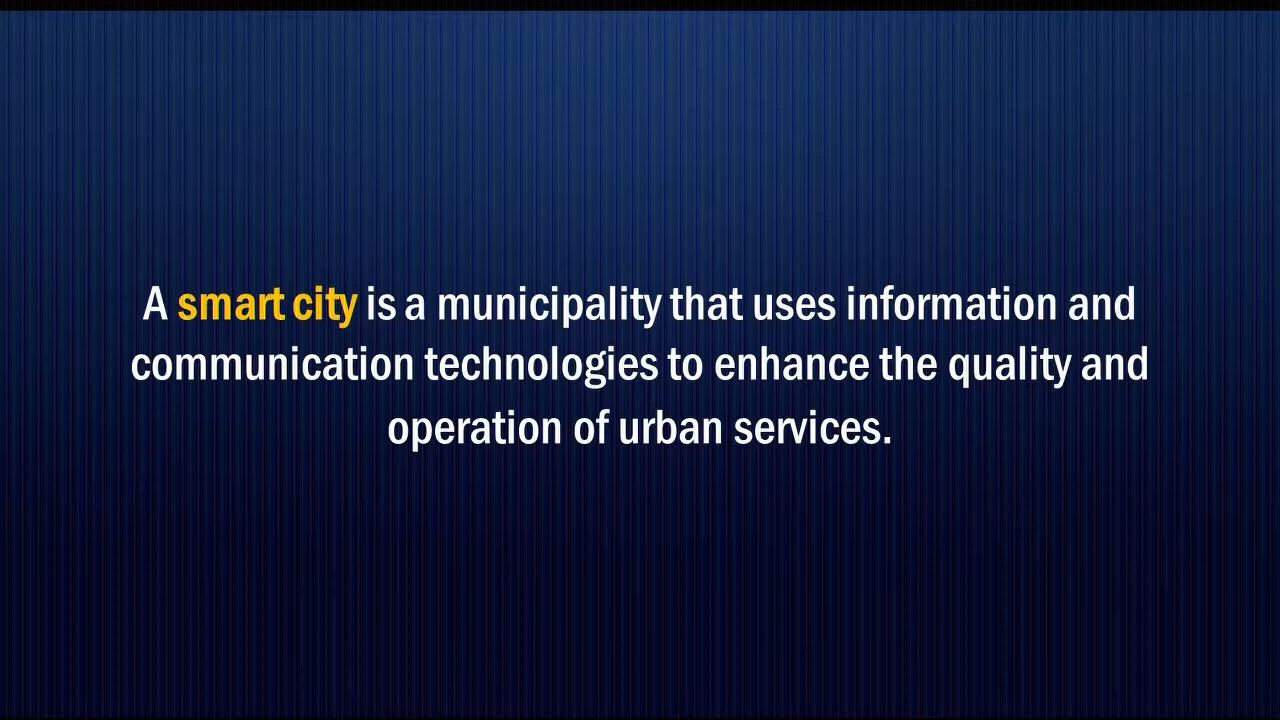 A smart city is a municipality that uses information and
communication technologies to enhance the quality and
operation of urban services.